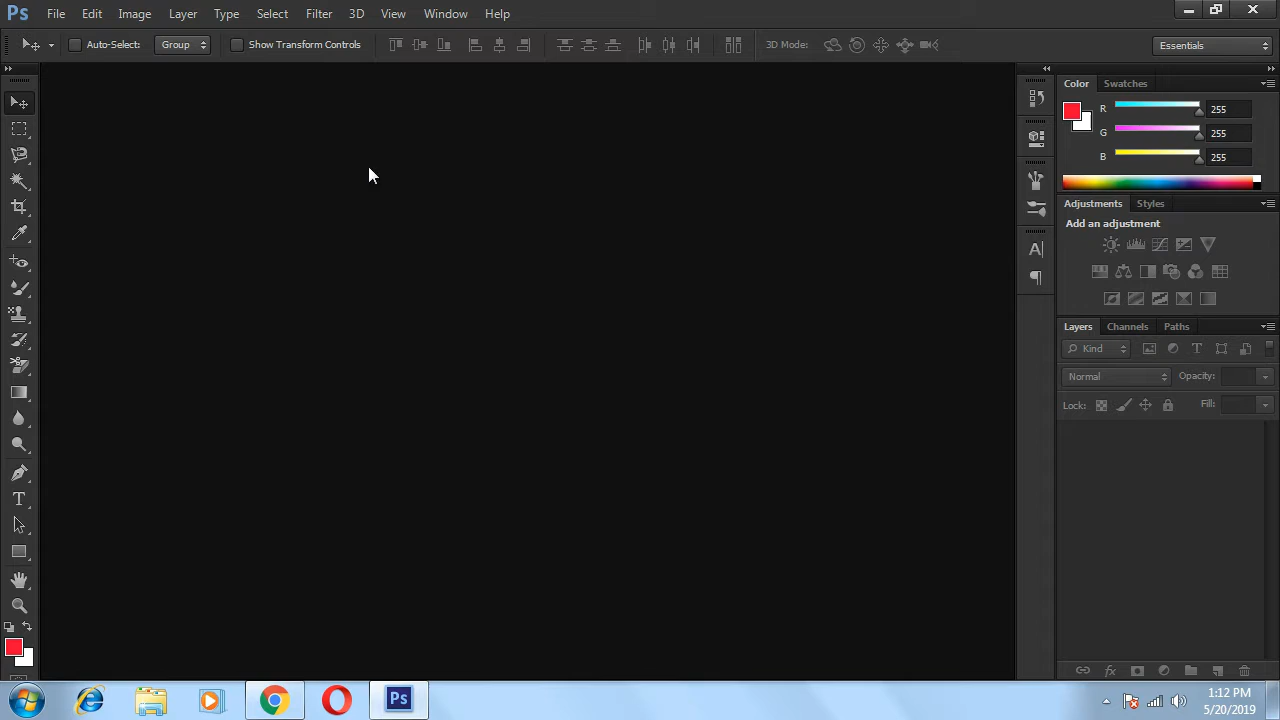 Ps File Edit Image Layer Type Select Filter 3D View Window Help
Auto-Select: Group Show Transform Controls 3D Mode: Essentials
Color Swatches
R 255
G 255
B 255
Adjustments Styles
Add an adjustment
Layers Channels Paths
Kind T
Normal Opacity:
Lock: Fill:
A
T
fx
Ps
1:12 PM
5/20/2019